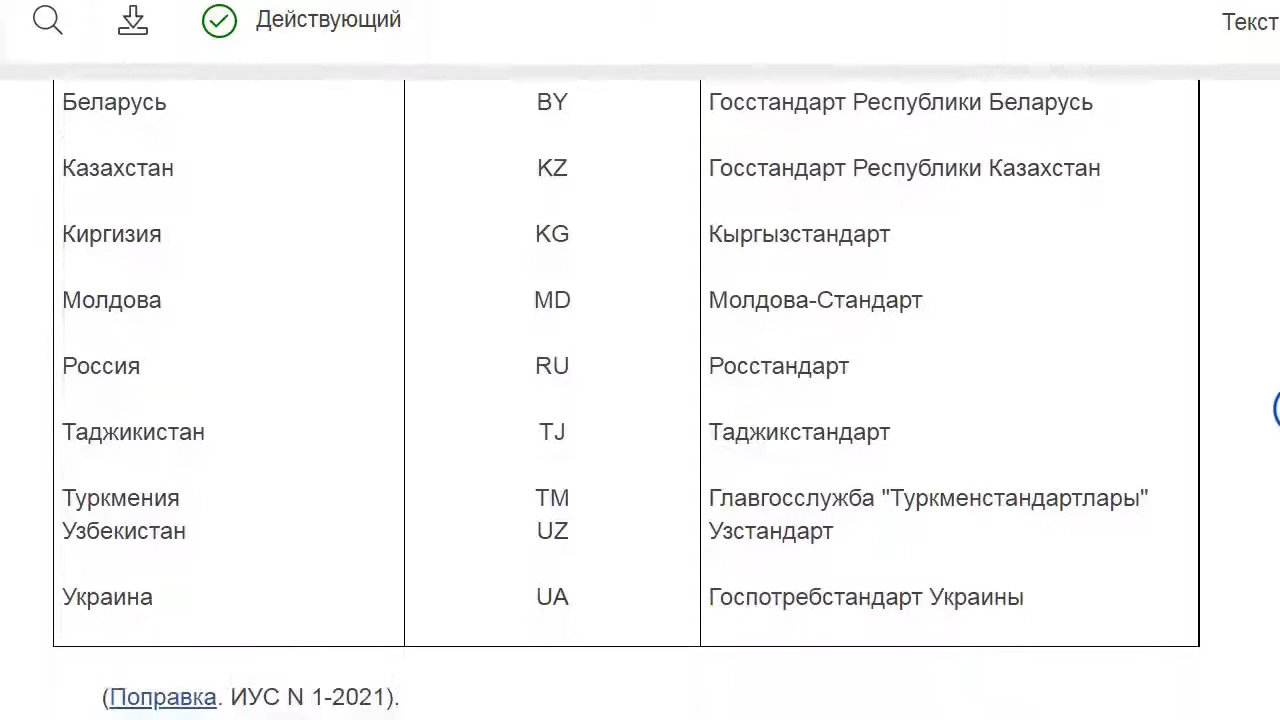 Действующий
Текст
Беларусь BY Госстандарт Республики Беларусь
Казахстан KZ Госстандарт Республики Казахстан
Киргизия KG Кыргызстандарт
Молдова MD Молдова-Стандарт
Россия RU Росстандарт
Таджикистан TJ Таджикстандарт
Туркмения TM Главгосслужба "Туркменстандартлары"
Узбекистан UZ Узстандарт
Украина UA Госпотребстандарт Украины
(Поправка. ИУС N 1-2021).